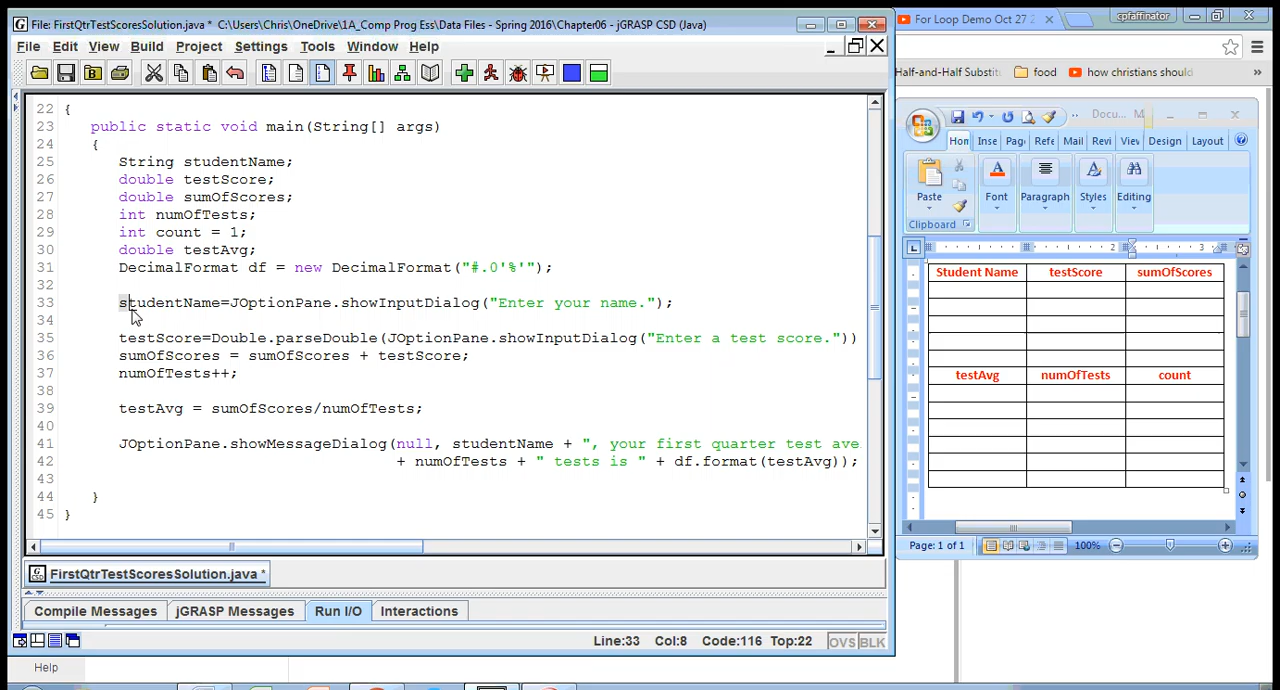 File: FirstQtrTestScoresSolution.java * C:\Users\Chris\OneDrive\1A_Comp Prog Ess\Data Files - Spring 2016\Chapter06 - jGRASP CSD (Java)
File Edit View Build Project Settings Tools Window Help
22 {
23 public static void main(String[] args)
24 {
25 String studentName;
26 double testScore;
27 double sumOfScores;
28 int numOfTests;
29 int count = 1;
30 double testAvg;
31 DecimalFormat df = new DecimalFormat("#.0'%'");
32
33 studentName=JOptionPane.showInputDialog("Enter your name.");
34
35 testScore=Double.parseDouble(JOptionPane.showInputDialog("Enter a test score."))
36 sumOfScores = sumOfScores + testScore;
37 numOfTests++;
38
39 testAvg = sumOfScores/numOfTests;
40
41 JOptionPane.showMessageDialog(null, studentName + ", your first quarter test ave
42 + numOfTests + " tests is " + df.format(testAvg));
43
44 }
45 }
FirstQtrTestScoresSolution.java *
Compile Messages jGRASP Messages Run I/O Interactions
Line:33 Col:8 Code:116 Top:22 OVS BLK
Help
For Loop Demo Oct 27 2
cpfaffinator
Half-and-Half Substitu food how christians should
Docu... M
Hon Inse Page Refe Mail Revi View Design Layout
Paste Font Paragraph Styles Editing
Clipboard
2 3
Student Name testScore sumOfScores
testAvg numOfTests count
Page: 1 of 1 100%